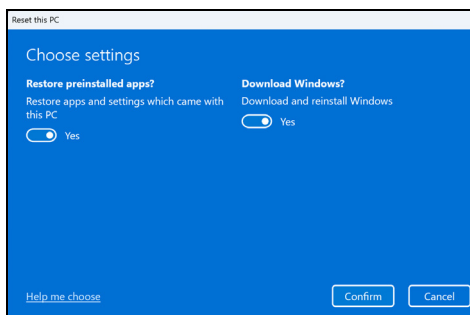 Reset this PC
Choose settings
Restore preinstalled apps?
Restore apps and settings which came with
this PC
Yes
Download Windows?
Download and reinstall Windows
Yes
Help me choose
Confirm
Cancel